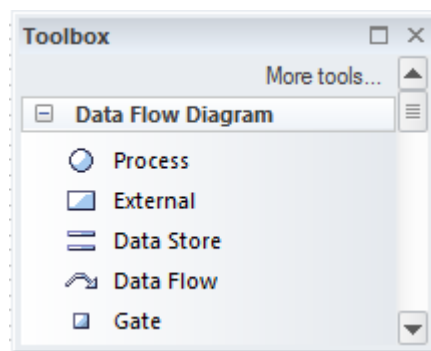 Toolbox
More tools...
Data Flow Diagram
Process
External
Data Store
Data Flow
Gate